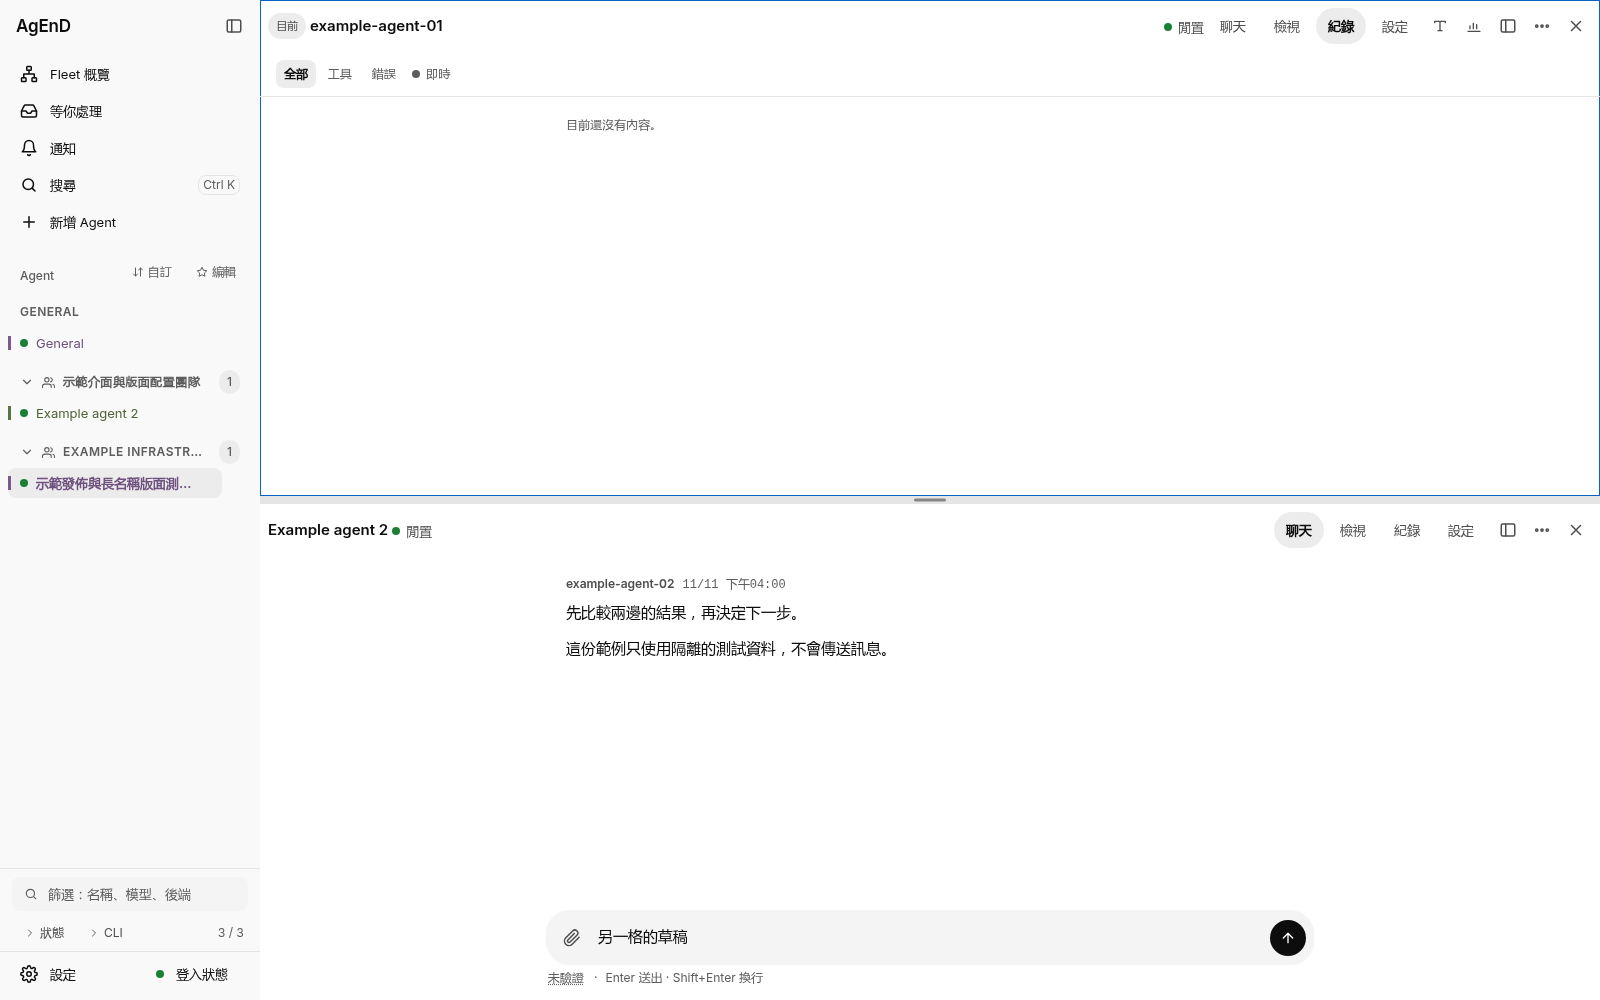 AgEnD
Fleet 概覽
等你處理
通知
搜尋 Ctrl K
新增 Agent
Agent 自訂 編輯
GENERAL
General
示範介面與版面配置團隊 1
Example agent 2
EXAMPLE INFRASTR... 1
示範發佈與長名稱版面測...
篩選：名稱、模型、後端
狀態 CLI 3 / 3
設定 登入狀態
目前 example-agent-01 閒置 聊天 檢視 紀錄 設定
全部 工具 錯誤 即時
目前還沒有內容。
Example agent 2 閒置 聊天 檢視 紀錄 設定
example-agent-02 11/11 下午04:00
先比較兩邊的結果，再決定下一步。
這份範例只使用隔離的測試資料，不會傳送訊息。
另一格的草稿
未驗證 · Enter 送出 · Shift+Enter 換行